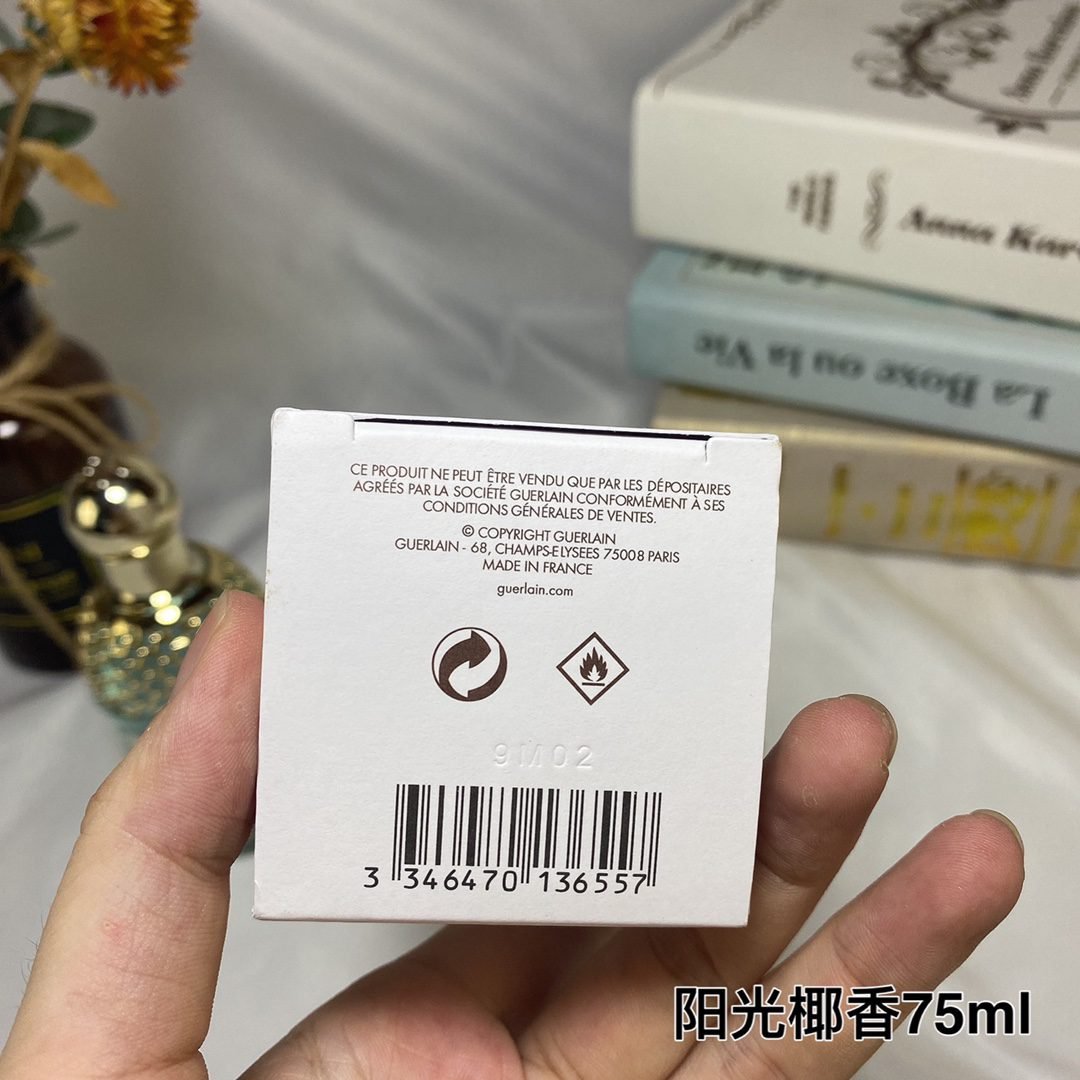 Anna Kar
La Boxe ou la Vie
CE PRODUIT NE PEUT ÊTRE VENDU QUE PAR LES DÉPOSITAIRES
AGRÉÉS PAR LA SOCIÉTÉ GUERLAIN CONFORMÉMENT À SES
CONDITIONS GÉNÉRALES DE VENTES.
© COPYRIGHT GUERLAIN
GUERLAIN - 68, CHAMPS-ELYSEES 75008 PARIS
MADE IN FRANCE
guerlain.com
9M02
3 346470 136557
阳光椰香75ml